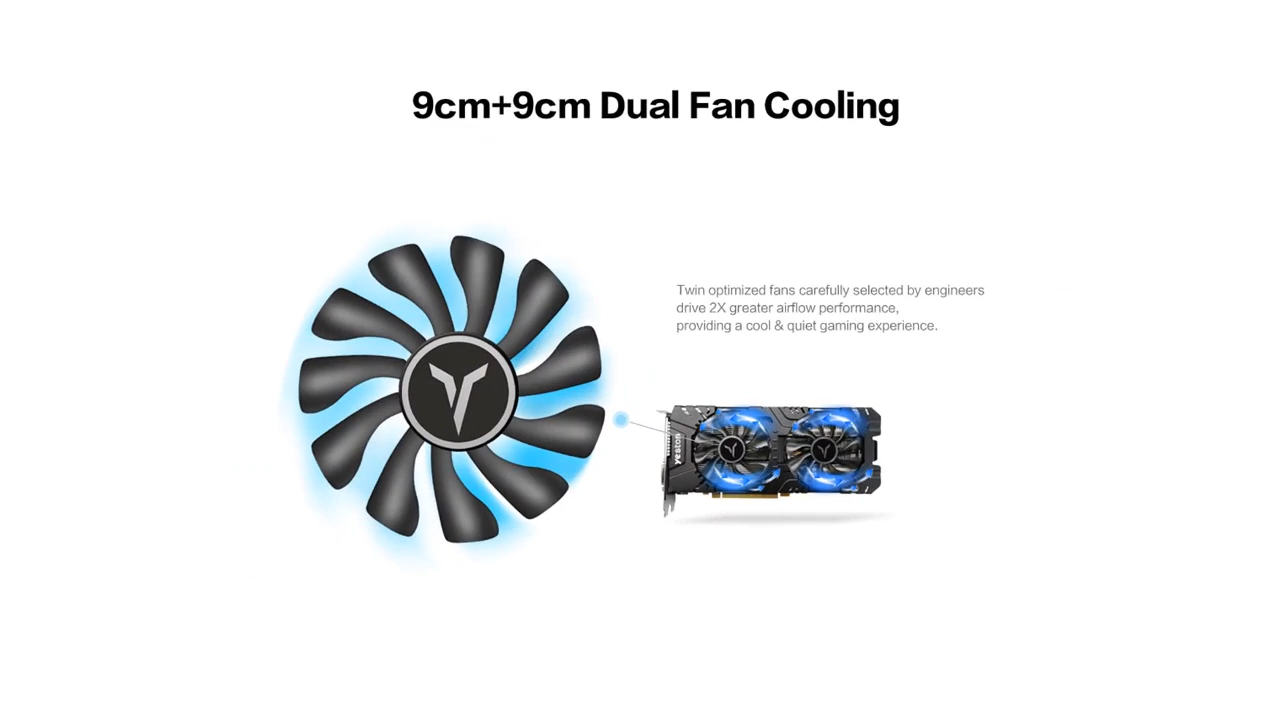 9cm+9cm Dual Fan Cooling
Twin optimized fans carefully selected by engineers
drive 2X greater airflow performance,
providing a cool & quiet gaming experience.
yeston